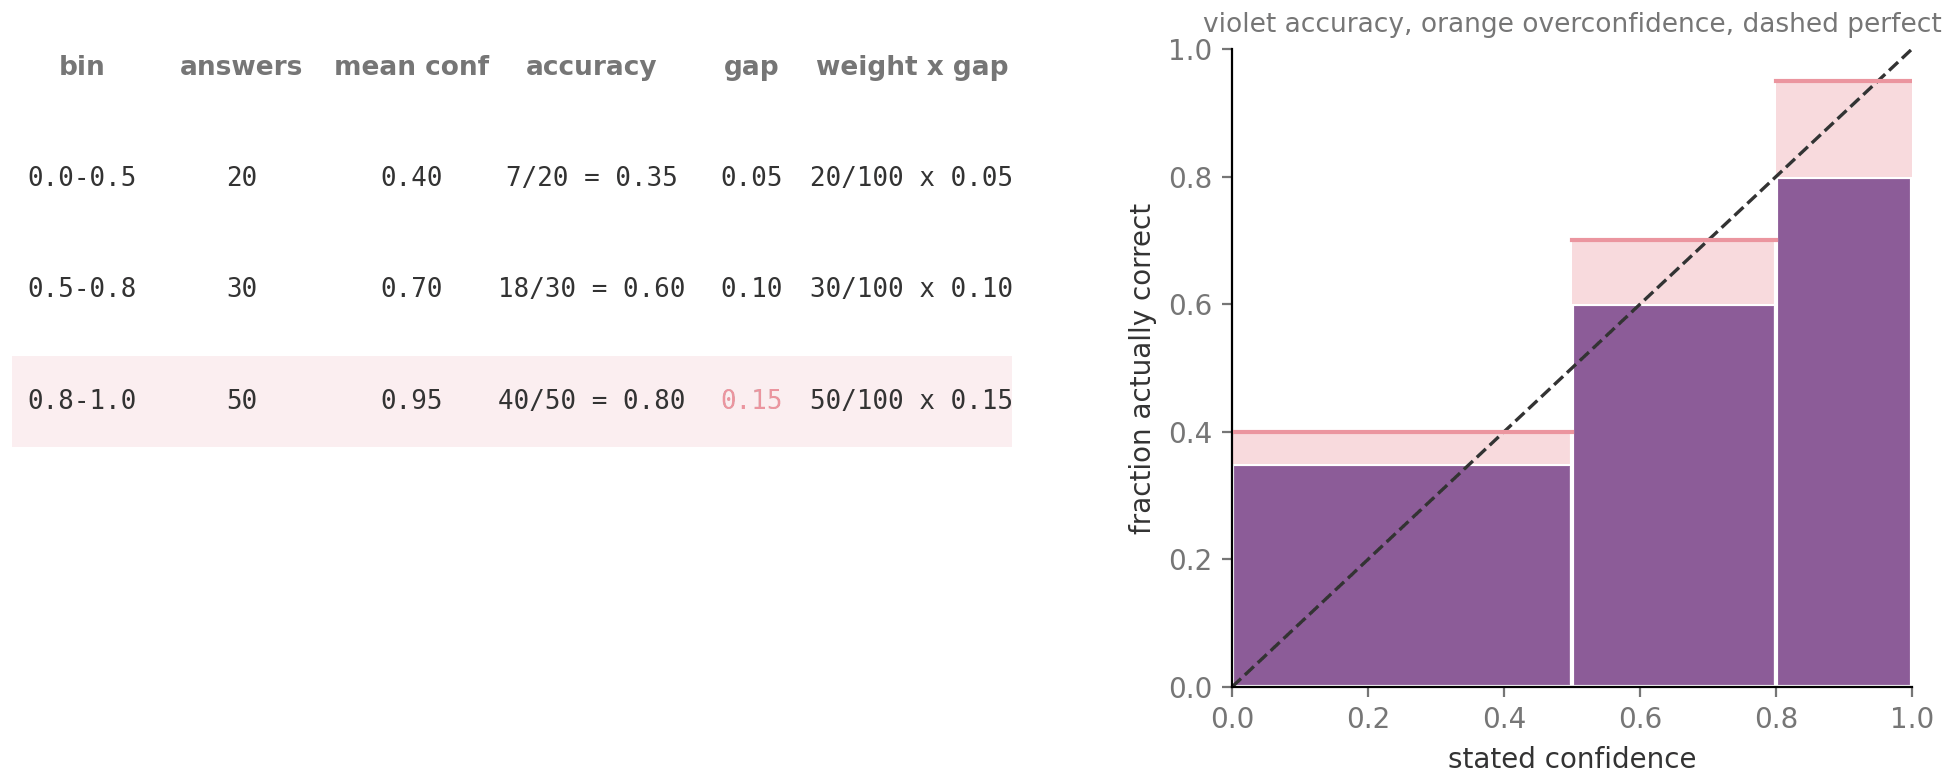 bin answers mean conf accuracy gap weight x gap
0.0-0.5 20 0.40 7/20 = 0.35 0.05 20/100 x 0.05
0.5-0.8 30 0.70 18/30 = 0.60 0.10 30/100 x 0.10
0.8-1.0 50 0.95 40/50 = 0.80 0.15 50/100 x 0.15
violet accuracy, orange overconfidence, dashed perfect
fraction actually correct
1.0
0.8
0.6
0.4
0.2
0.0
0.0 0.2 0.4 0.6 0.8 1.0
stated confidence